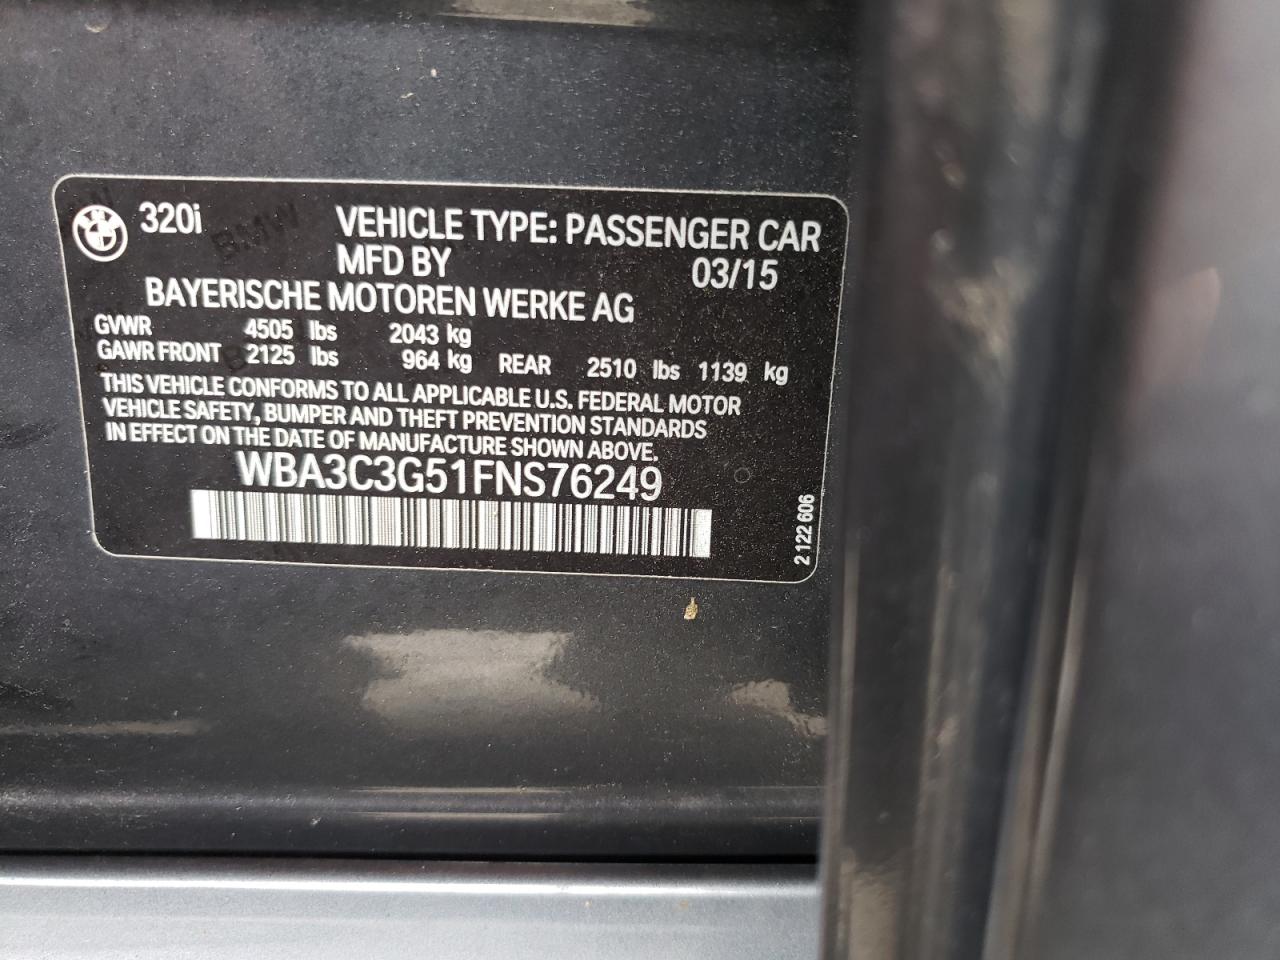 320i VEHICLE TYPE: PASSENGER CAR
MFD BY 03/15
BAYERISCHE MOTOREN WERKE AG
GVWR 4505 lbs 2043 kg
GAWR FRONT 2125 lbs 964 kg REAR 2510 lbs 1139 kg
THIS VEHICLE CONFORMS TO ALL APPLICABLE U.S. FEDERAL MOTOR
VEHICLE SAFETY, BUMPER AND THEFT PREVENTION STANDARDS
IN EFFECT ON THE DATE OF MANUFACTURE SHOWN ABOVE.
WBA3C3G51FNS76249
2 122 606
BMW